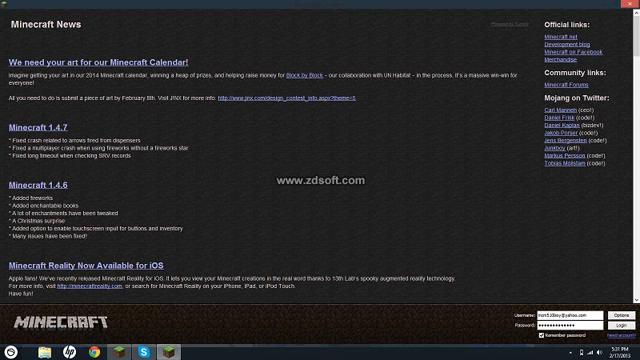 Minecraft News
We need your art for our Minecraft Calendar!
Imagine getting your art in our 2014 Minecraft calendar, winning a heap of prizes, and helping raise money for Block by Block - our collaboration with UN Habitat - in the process. It's a massive win-win for
everyone!
All you need to do is submit a piece of art by February 8th. Visit JINX for more info: http://www.jinx.com/design_contest_info.aspx?theme=5
Minecraft 1.4.7
* Fixed crash related to arrows fired from dispensers
* Fixed a multiplayer crash when using fireworks without a fireworks star
* Fixed long timeout when checking SRV records
Minecraft 1.4.6
* Added fireworks
* Added enchantable books
* A lot of enchantments have been tweaked
* A Christmas surprise
* Added option to enable touchscreen input for buttons and inventory
* Many issues have been fixed!
Minecraft Reality Now Available for iOS
Apple fans! We've recently released Minecraft Reality for iOS. It lets you view your Minecraft creations in the real word thanks to 13th Lab's spooky augmented reality technology.
For more info, visit http://minecraftreality.com, or search for Minecraft Reality on your iPhone, iPad, or iPod Touch.
Have fun!
Official links:
Minecraft.net
Development blog
Minecraft on Facebook
Merchandise
Community links:
Minecraft Forums
Mojang on Twitter:
Carl Manneh (ceo!)
Daniel Frisk (code!)
Daniel Kaplan (bizdev!)
Jakob Porser (code!)
Jens Bergensten (code!)
Junkboy (art!)
Markus Persson (code!)
Tobias Mollstam (code!)
www.zdsoft.com
MINECRAFT
Username:
Options
Password:
Login
Remember password
Need account?
5:31 PM
2/17/2013